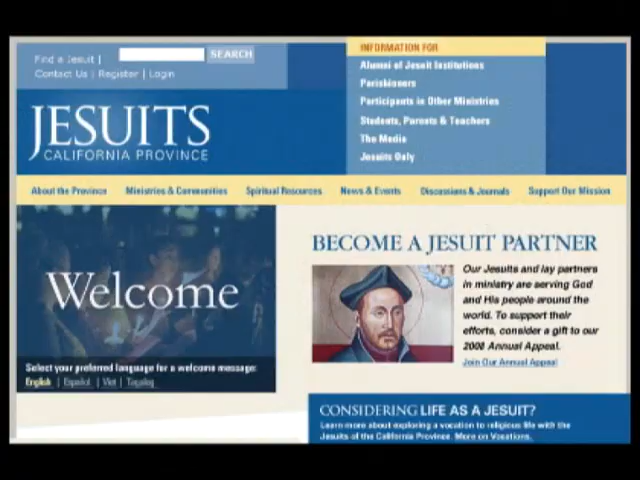 Find a Jesuit |
SEARCH
Contact Us | Register | Login
INFORMATION FOR
Alumni of Jesuit Institutions
Parishioners
Participants in Other Ministries
Students, Parents & Teachers
The Media
Jesuits Only
JESUITS
CALIFORNIA PROVINCE
About the Province
Ministries & Communities
Spiritual Resources
News & Events
Discussions & Journals
Support Our Mission
Welcome
Select your preferred language for a welcome message:
English | Español | Viet | Tagalog
BECOME A JESUIT PARTNER
Our Jesuits and lay partners
in ministry are serving God
and His people around the
world. To support their
efforts, consider a gift to our
2008 Annual Appeal.
Join Our Annual Appeal
CONSIDERING LIFE AS A JESUIT?
Learn more about exploring a vocation to religious life with the
Jesuits of the California Province. More on Vocations.